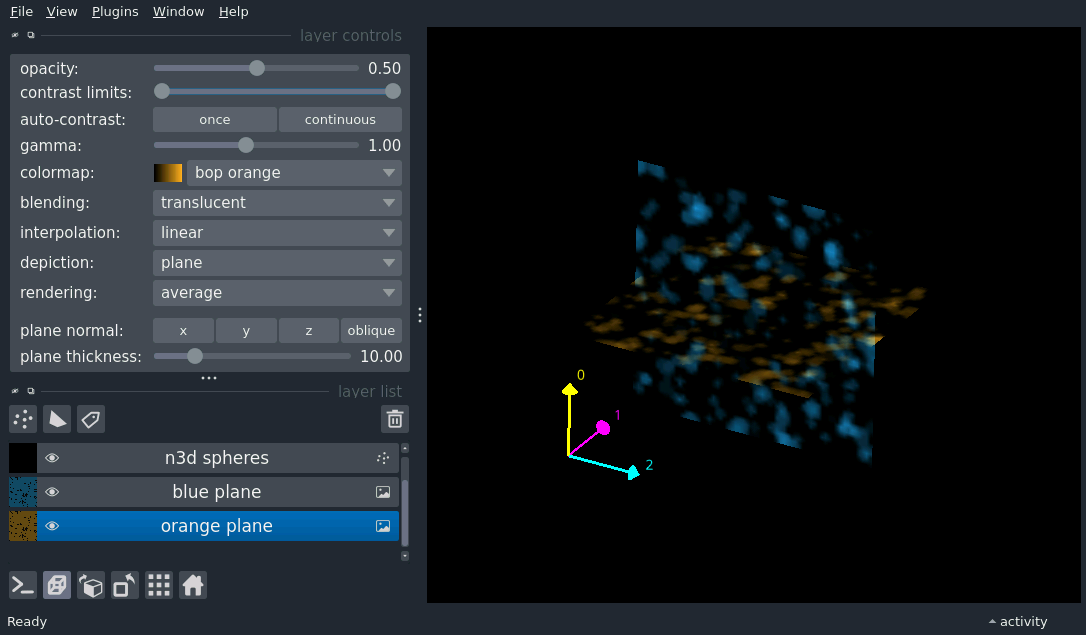 File View Plugins Window Help
layer controls
opacity: 0.50
contrast limits:
auto-contrast: once continuous
gamma: 1.00
colormap: bop orange
blending: translucent
interpolation: linear
depiction: plane
rendering: average
plane normal: x y z oblique
plane thickness: 10.00
layer list
n3d spheres
blue plane
orange plane
0
1
2
Ready
activity